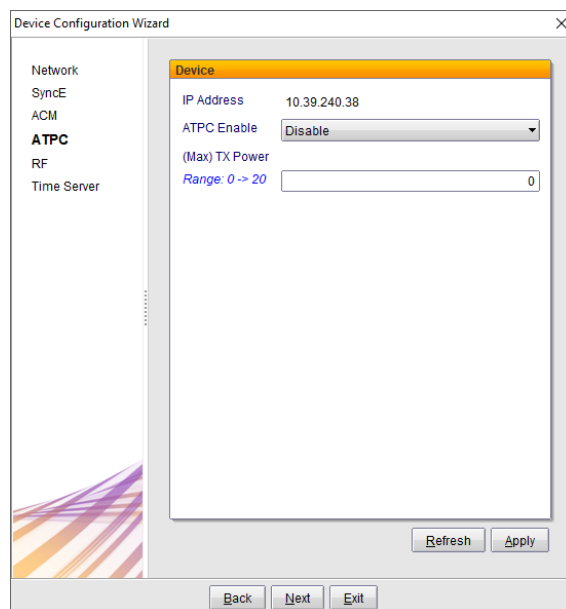 Device Configuration Wizard
Network
SyncE
ACM
ATPC
RF
Time Server
Device
IP Address 10.39.240.38
ATPC Enable Disable
(Max) TX Power
Range: 0 -> 20 0
Refresh Apply
Back Next Exit